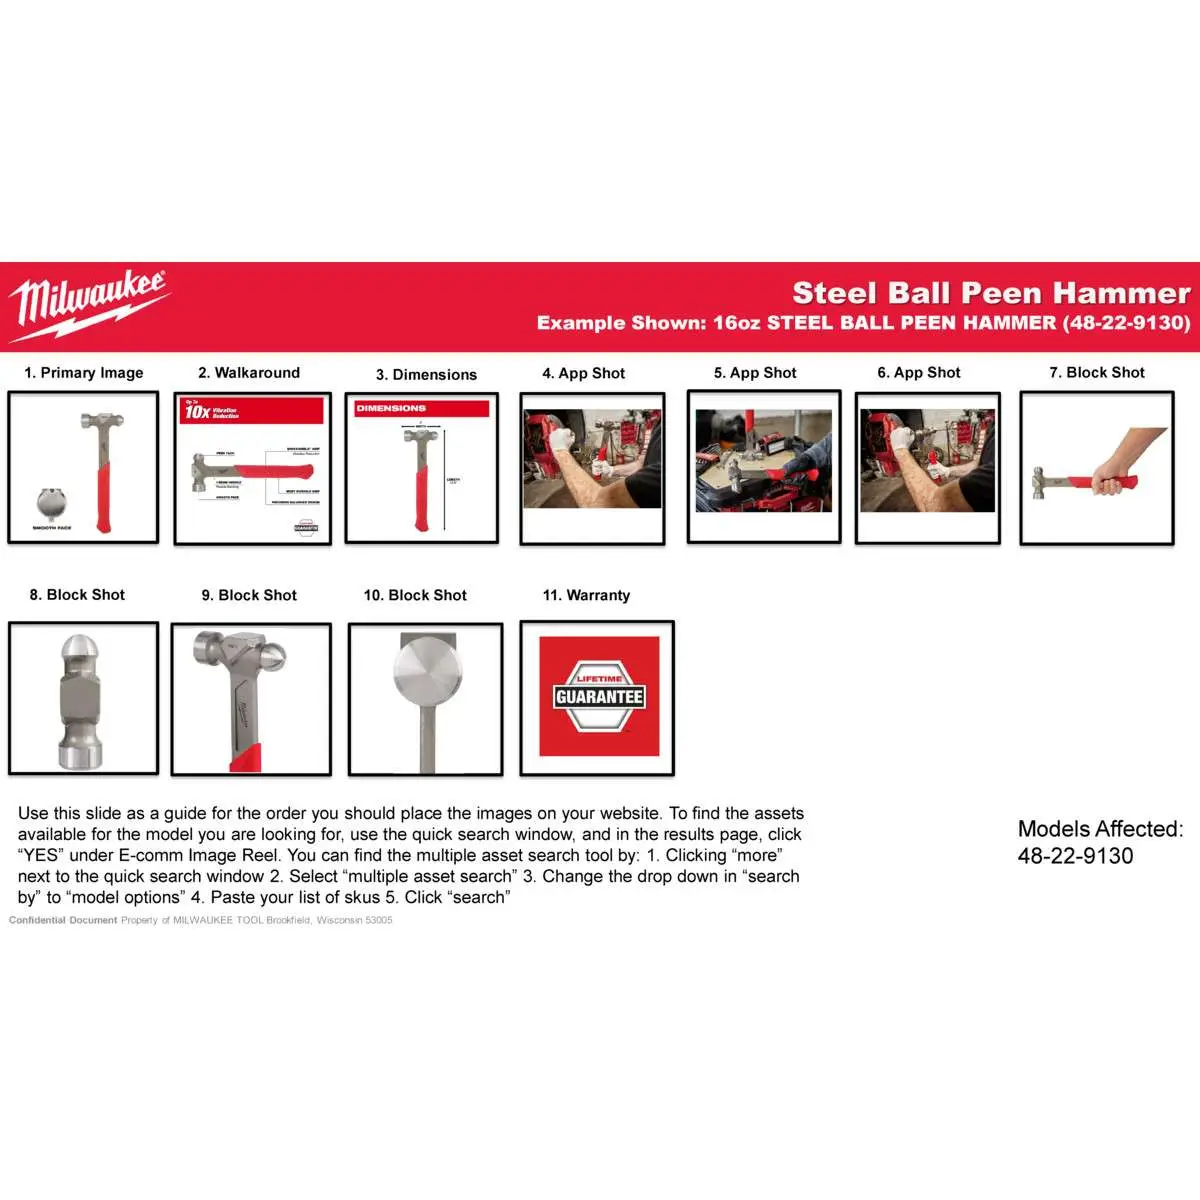 Milwaukee
Steel Ball Peen Hammer
Example Shown: 16oz STEEL BALL PEEN HAMMER (48-22-9130)
1. Primary Image
2. Walkaround
3. Dimensions
4. App Shot
5. App Shot
6. App Shot
7. Block Shot
SMOOTH FACE
Up To
10X Vibration
Reduction
PEEN FACE
SMOOTH FACE
GUARANTEE
DIMENSIONS
WIDTH
LENGTH
8. Block Shot
9. Block Shot
10. Block Shot
11. Warranty
Milwaukee
LIFETIME
GUARANTEE
Use this slide as a guide for the order you should place the images on your website. To find the assets
available for the model you are looking for, use the quick search window, and in the results page, click
“YES” under E-comm Image Reel. You can find the multiple asset search tool by: 1. Clicking “more”
next to the quick search window 2. Select “multiple asset search” 3. Change the drop down in “search
by” to “model options” 4. Paste your list of skus 5. Click “search”
Models Affected:
48-22-9130
Confidential Document Property of MILWAUKEE TOOL Brookfield, Wisconsin 53005